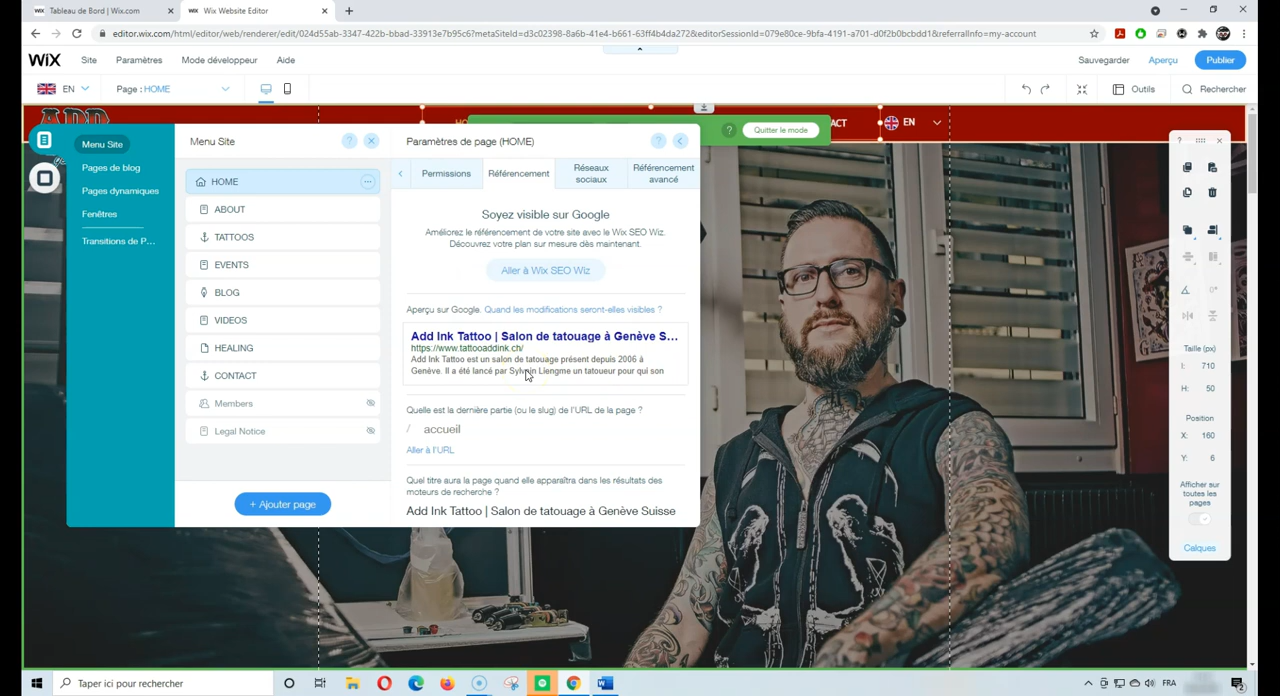 Tableau de Bord | Wix.com
Wix Website Editor
editor.wix.com/html/editor/web/renderer/edit/024d55ab-3347-422b-bbad-33913e7b95c6?metaSiteId=d3c02398-8a6b-41e4-b661-63ff4b4da272&editorSessionId=079e80ce-9bfa-4191-a701-d0f2b0bcbdd1&referralInfo=my-account
WiX
Site
Paramètres
Mode développeur
Aide
Sauvegarder
Aperçu
Publier
EN
Page : HOME
Outils
Rechercher
ADD
ACT
EN
? Quitter le mode
Menu Site
Pages de blog
Pages dynamiques
Fenêtres
Transitions de P...
Menu Site
HOME
ABOUT
TATTOOS
EVENTS
BLOG
VIDEOS
HEALING
CONTACT
Members
Legal Notice
+ Ajouter page
Paramètres de page (HOME)
Permissions
Référencement
Réseaux
sociaux
Référencement
avancé
Soyez visible sur Google
Améliorez le référencement de votre site avec le Wix SEO Wiz.
Découvrez votre plan sur mesure dès maintenant.
Aller à Wix SEO Wiz
Aperçu sur Google. Quand les modifications seront-elles visibles ?
Add Ink Tattoo | Salon de tatouage à Genève S...
https://www.tattooaddink.ch/
Add Ink Tattoo est un salon de tatouage présent depuis 2006 à
Genève. Il a été lancé par Sylvain Liengme un tatoueur pour qui son
Quelle est la dernière partie (ou le slug) de l'URL de la page ?
/ accueil
Aller à l'URL
Quel titre aura la page quand elle apparaîtra dans les résultats des
moteurs de recherche ?
Add Ink Tattoo | Salon de tatouage à Genève Suisse
?
0°
Taille (px)
l: 710
H: 50
Position
X: 160
Y: 6
Afficher sur
toutes les
pages
Calques
Taper ici pour rechercher
FRA